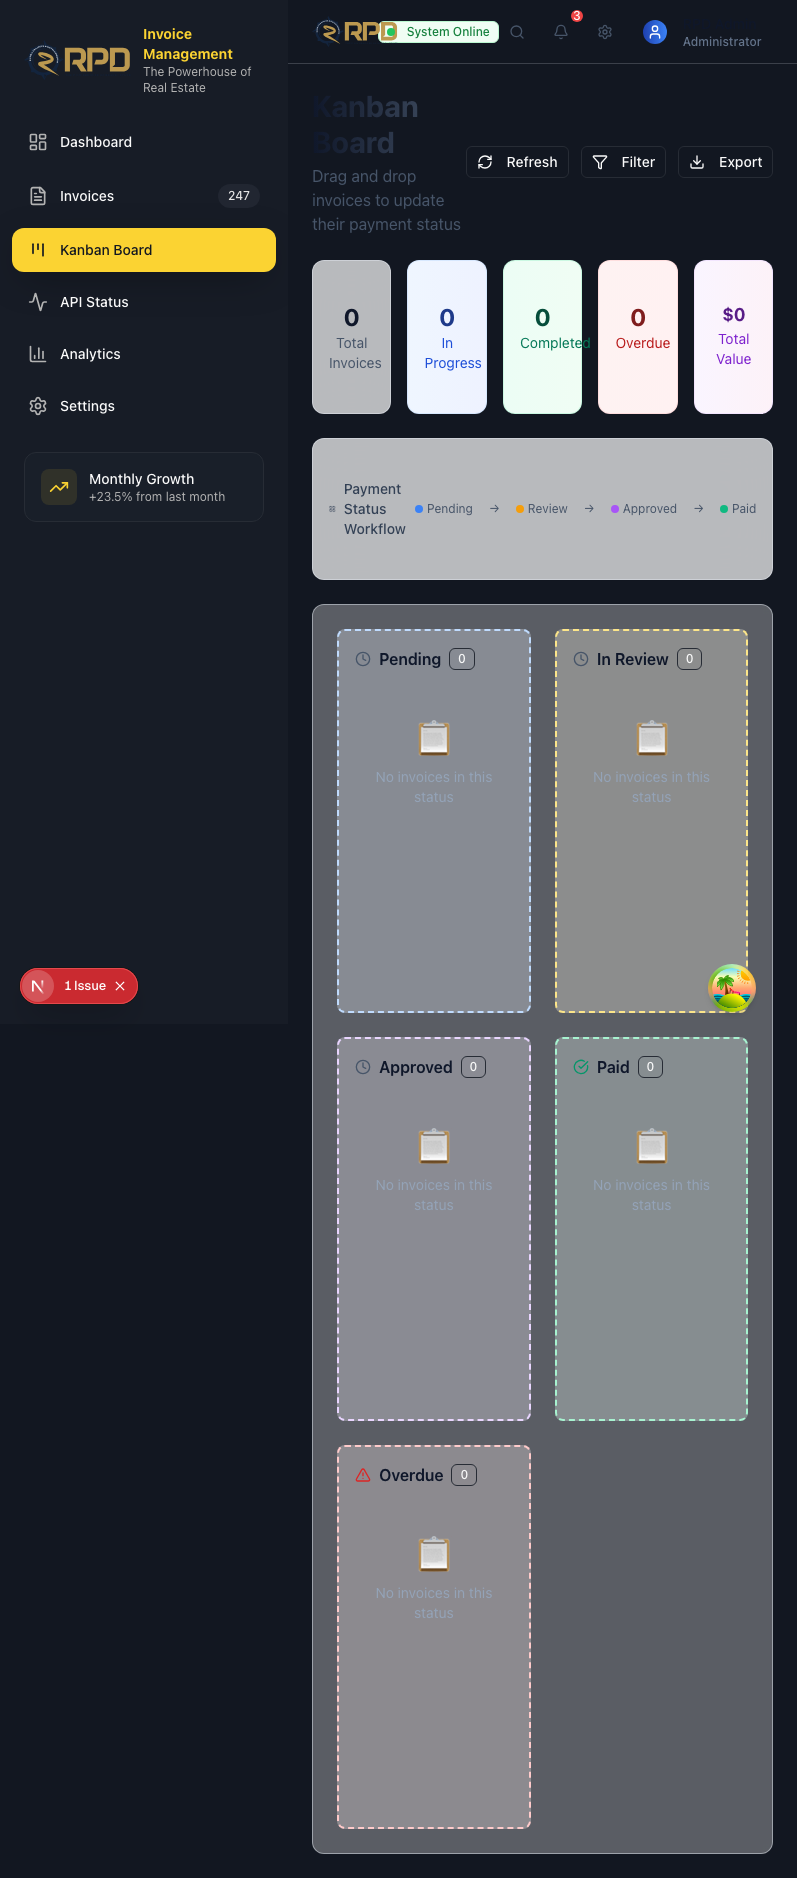 RPD
Invoice
Management
The Powerhouse of
Real Estate
Dashboard
Invoices 247
Kanban Board
API Status
Analytics
Settings
Monthly Growth
+23.5% from last month
N 1 Issue
RPD System Online 3 Administrator
Kanban
Board
Drag and drop
invoices to update
their payment status
Refresh Filter Export
0
Total
Invoices
0
In
Progress
0
Completed
0
Overdue
$0
Total
Value
Payment
Status
Workflow
Pending → Review → Approved → Paid
Pending 0
No invoices in this
status
In Review 0
No invoices in this
status
Approved 0
No invoices in this
status
Paid 0
No invoices in this
status
Overdue 0
No invoices in this
status